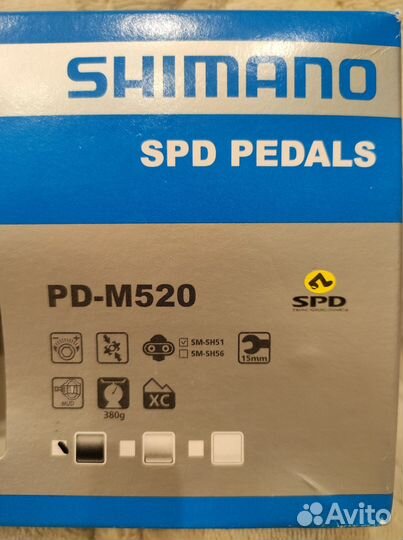 SHIMANO
SPD PEDALS
PD-M520
SPD
SM-SH51
SM-SH56
15mm
MUD
380g
XC
Avito